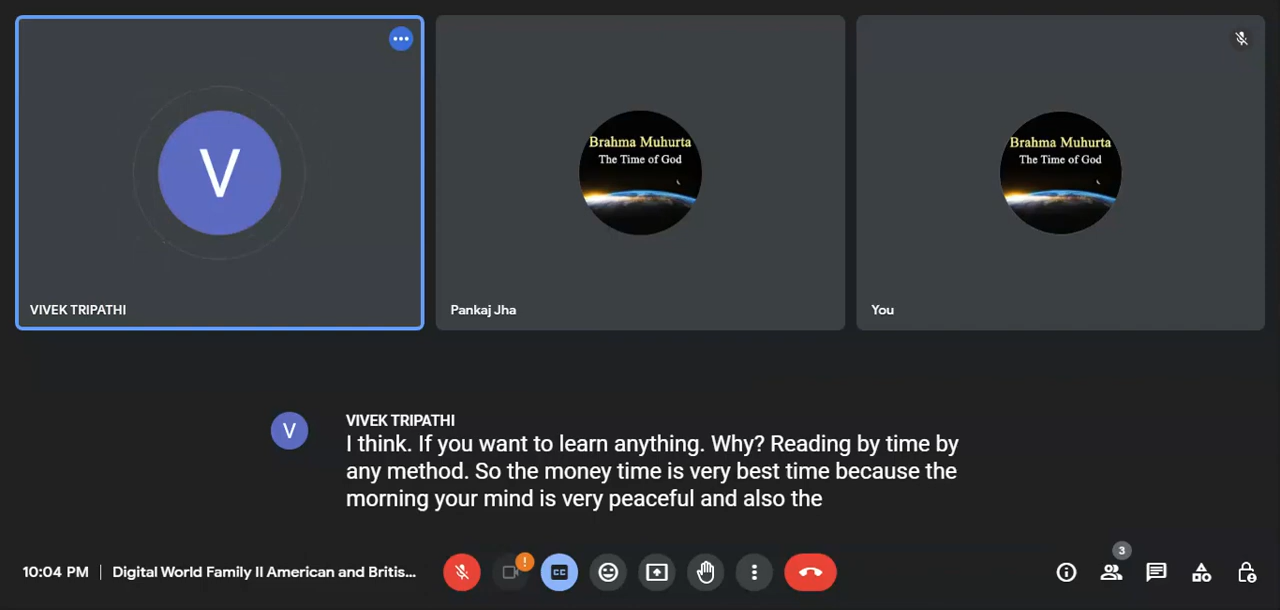 V
VIVEK TRIPATHI
Brahma Muhurta
The Time of God
Pankaj Jha
Brahma Muhurta
The Time of God
You
V
VIVEK TRIPATHI
I think. If you want to learn anything. Why? Reading by time by
any method. So the money time is very best time because the
morning your mind is very peaceful and also the
10:04 PM | Digital World Family II American and Britis...
!
CC
3